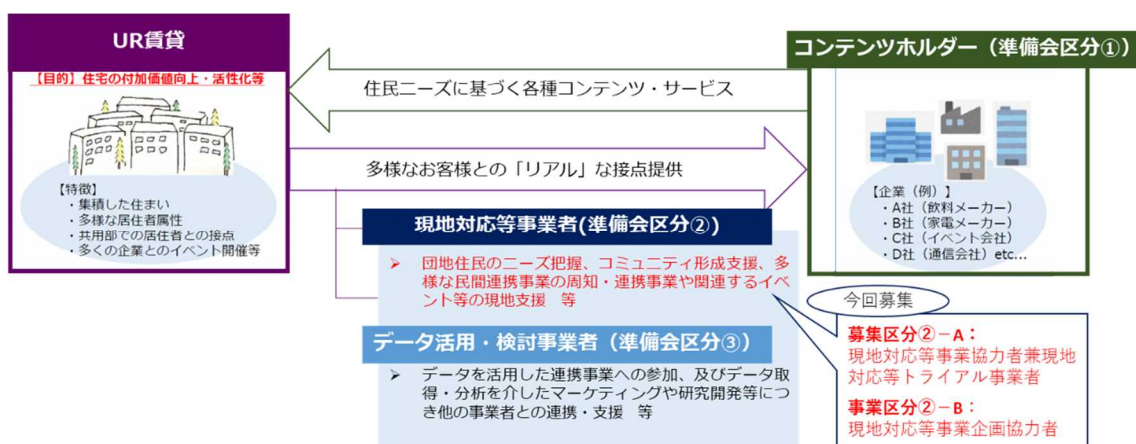 UR賃貸
【目的】住宅の付加価値向上・活性化等
【特徴】
・集積した住まい
・多様な居住者属性
・共用部での居住者との接点
・多くの企業とのイベント開催等
住民ニーズに基づく各種コンテンツ・サービス
多様なお客様との「リアル」な接点提供
コンテンツホルダー（準備会区分①）
【企業（例）】
・A社（飲料メーカー）
・B社（家電メーカー）
・C社（イベント会社）
・D社（通信会社）etc…
現地対応等事業者(準備会区分②)
➢ 団地住民のニーズ把握、コミュニティ形成支援、多
様な民間連携事業の周知・連携事業や関連するイベ
ント等の現地支援　等
データ活用・検討事業者（準備会区分③）
➢ データを活用した連携事業への参加、及びデータ取
得・分析を介したマーケティングや研究開発等につ
き他の事業者との連携・支援　等
今回募集
募集区分②－A：
現地対応等事業協力者兼現地
対応等トライアル事業者
事業区分②－B：
現地対応等事業企画協力者